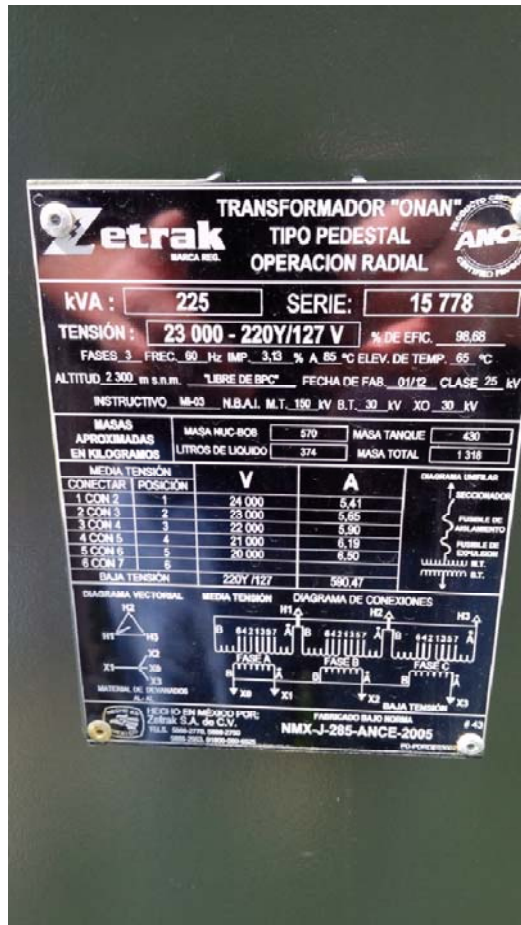 Zetrak
MARCA REG.
TRANSFORMADOR "ONAN"
TIPO PEDESTAL
OPERACION RADIAL
ANCE
kVA : 225 SERIE: 15 778
TENSIÓN : 23 000 - 220Y/127 V % DE EFIC. 98,68
FASES 3 FREC. 60 Hz IMP. 3,13 % A 85 °C ELEV. DE TEMP. 65 °C
ALTITUD 2 300 m s.n.m. "LIBRE DE BPC" FECHA DE FAB. 01/12 CLASE 25 kV
INSTRUCTIVO MI-03 N.B.A.I. M.T. 150 kV B.T. 30 kV XO 30 kV
MASAS APROXIMADAS EN KILOGRAMOS
MASA NUC-BOB 570 MASA TANQUE 430
LITROS DE LIQUIDO 374 MASA TOTAL 1 318
MEDIA TENSIÓN V A
CONECTAR POSICIÓN
1 CON 2 1 24 000 5,41
2 CON 3 2 23 000 5,65
3 CON 4 3 22 000 5,90
4 CON 5 4 21 000 6,19
5 CON 6 5 20 000 6,50
6 CON 7 6
BAJA TENSIÓN 220Y /127 590,47
DIAGRAMA UNIFILAR
SECCIONADOR
FUSIBLE DE AISLAMIENTO
FUSIBLE DE EXPULSION
M.T.
B.T.
DIAGRAMA VECTORIAL
H2
H1 H3
X2
X1 X0
X3
MATERIAL DE DEVANADOS
AL/AL
MEDIA TENSIÓN DIAGRAMA DE CONEXIONES
H1 H2 H3
B 6421357 A B 6421357 A B 6421357 A
FASE A FASE B FASE C
X0 X1 X2 X3
BAJA TENSIÓN
HECHO EN MÉXICO POR:
Zetrak S.A. de C.V.
FABRICADO BAJO NORMA
NMX-J-285-ANCE-2005
# 43